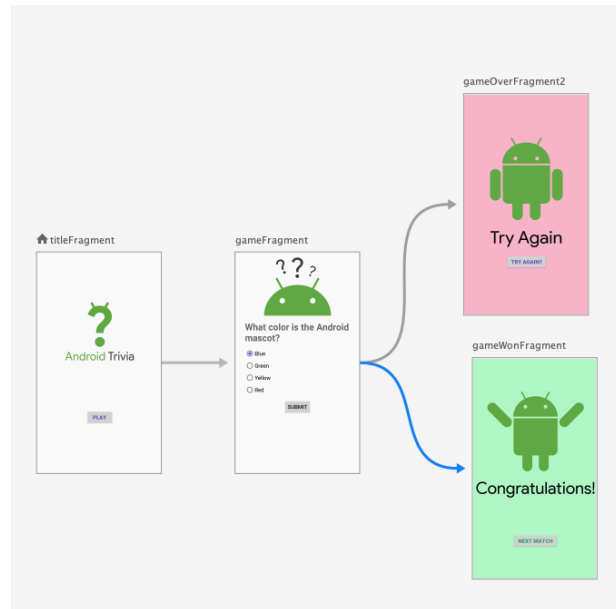 gameOverFragment2
Try Again
TRY AGAIN?
titleFragment
Android Trivia
PLAY
gameFragment
???
What color is the Android
mascot?
Blue
Green
Yellow
Red
SUBMIT
gameWonFragment
Congratulations!
NEXT MATCH